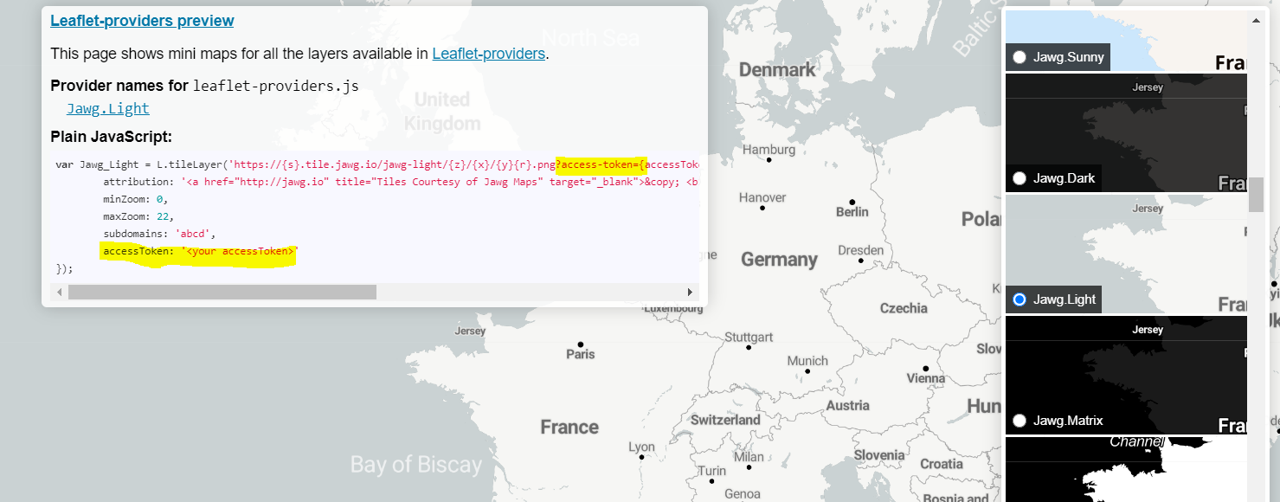 Leaflet-providers preview
This page shows mini maps for all the layers available in Leaflet-providers.
Provider names for leaflet-providers.js
Jawg.Light
Plain JavaScript:
var Jawg_Light = L.tileLayer('https://{s}.tile.jawg.io/jawg-light/{z}/{x}/{y}{r}.png?access-token={accessTok
attribution: '<a href="http://jawg.io" title="Tiles Courtesy of Jawg Maps" target="_blank">&copy; <b
minZoom: 0,
maxZoom: 22,
subdomains: 'abcd',
accessToken: '<your accessToken>'
});
North Sea
Baltic S
United
Kingdom
Denmark
Hamburg
Hanover
Berlin
Pola
Dresden
Germany
Luxembourg
Czechia
Jersey
Paris
Stuttgart
Munich
Vienna
Slov
Austria
Hun
Switzerland
France
Lyon
Milan
Slovenia
Croatia
Turin
Bay of Biscay
Genoa
Bosnia and
Jawg.Sunny
Fra
Jersey
Jawg.Dark
Fra
Jersey
Jawg.Light
Fra
Jersey
Jawg.Matrix
Fra
Channel